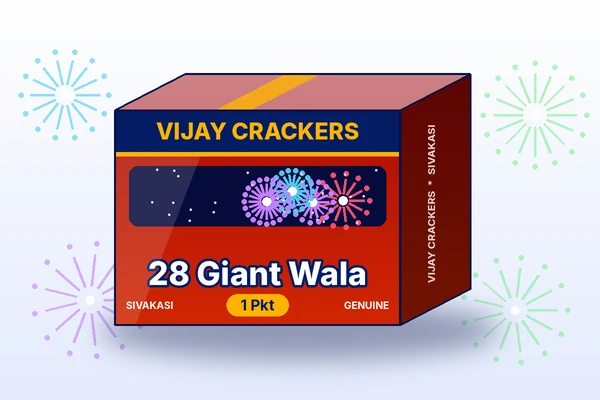 VIJAY CRACKERS
28 Giant Wala
SIVAKASI
1 Pkt
GENUINE
VIJAY CRACKERS * SIVAKASI